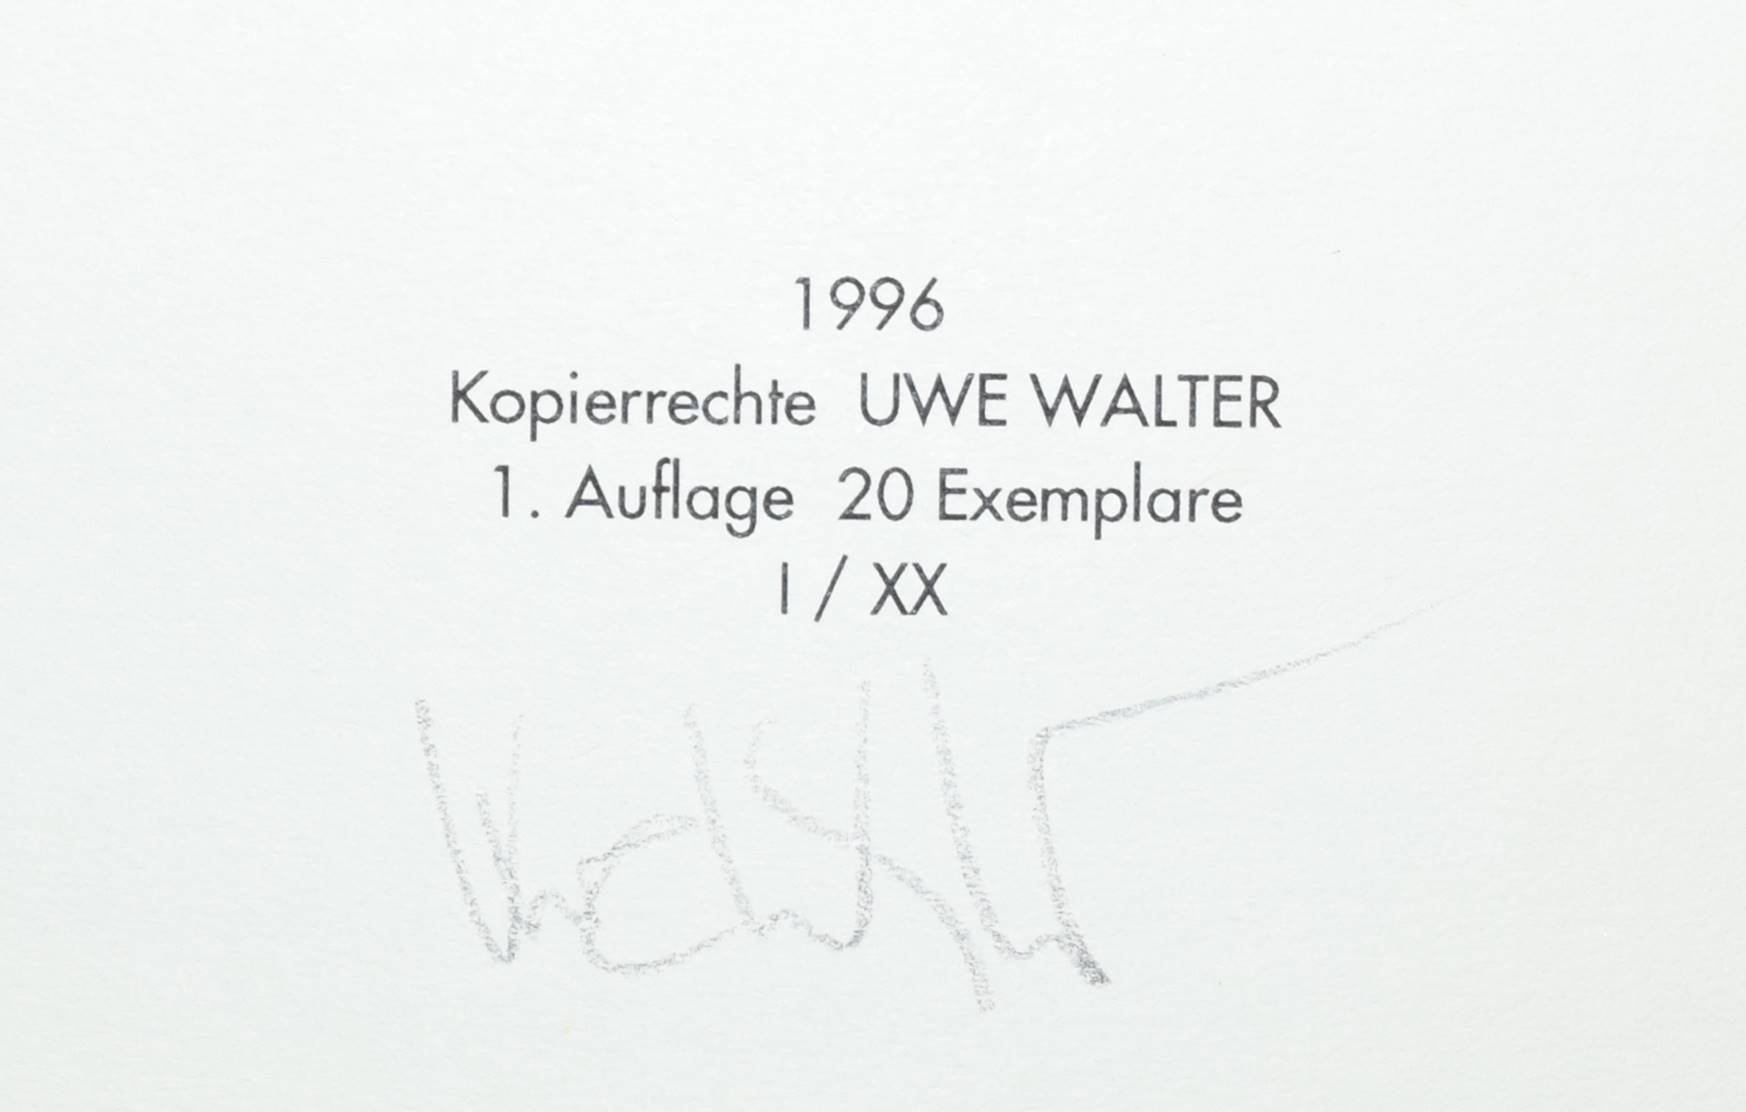 1996
Kopierrechte UWE WALTER
1. Auflage 20 Exemplare
I / XX
Walter